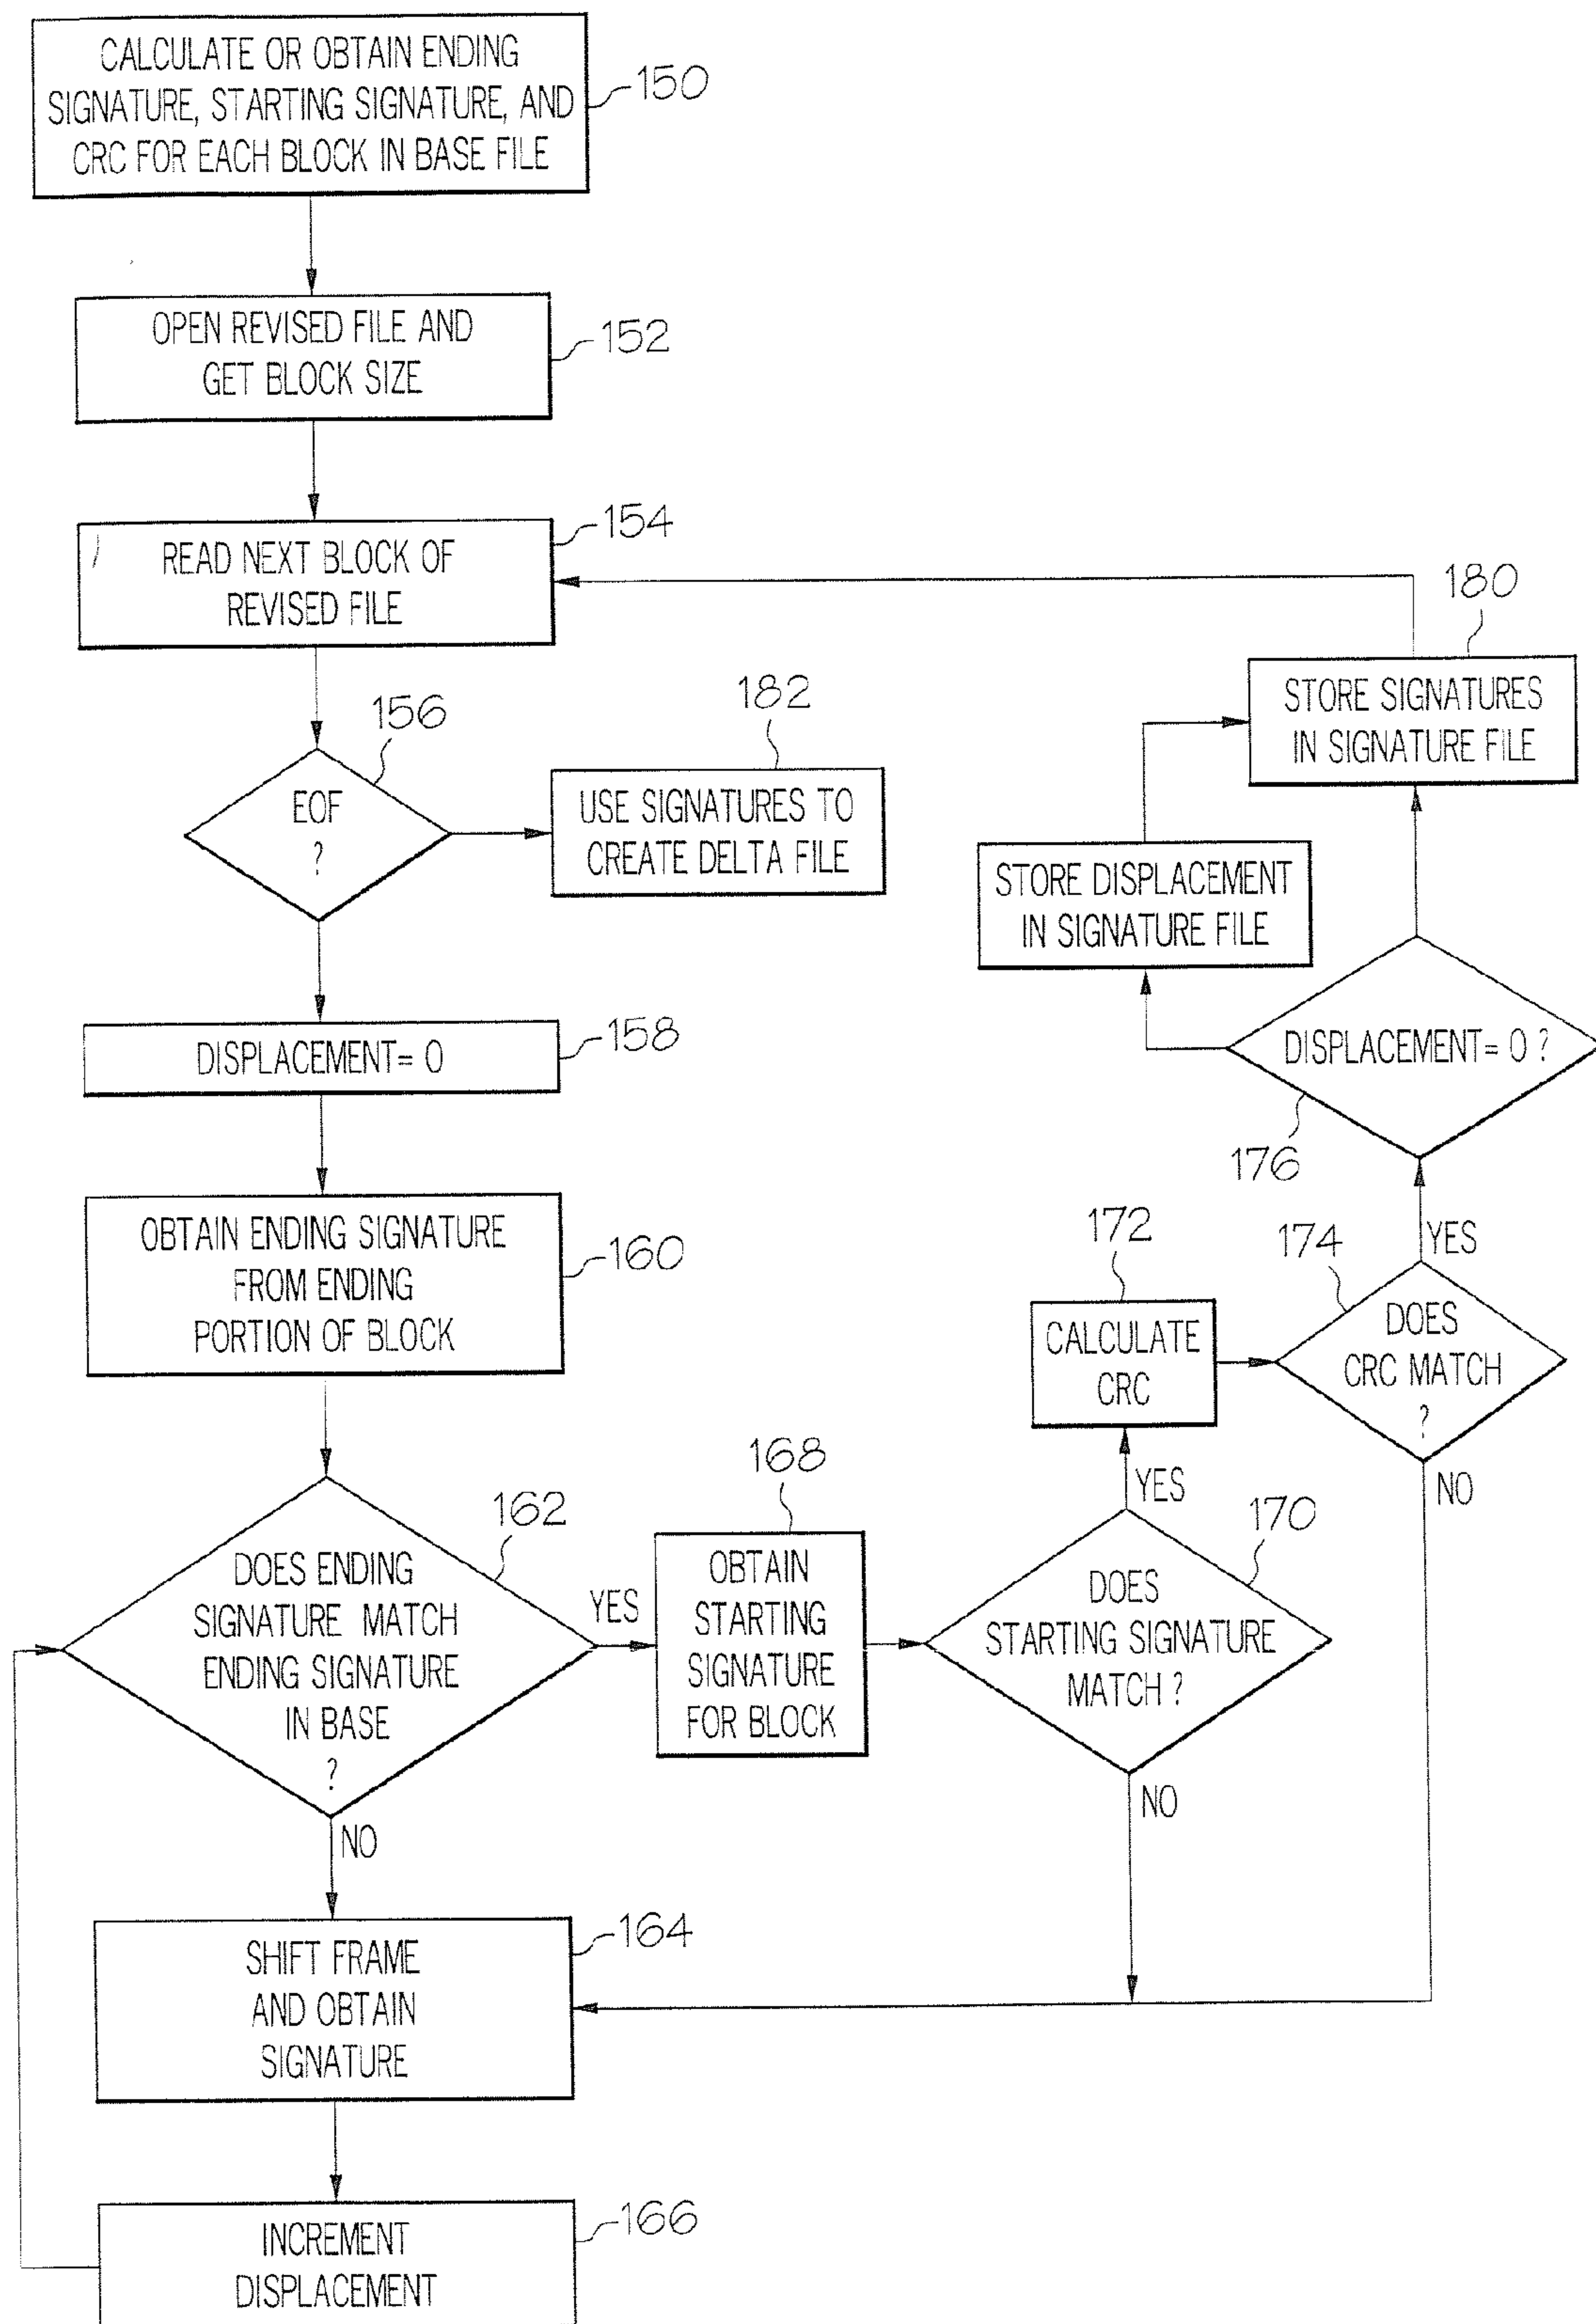 CALCULATE OR OBTAIN ENDING
SIGNATURE, STARTING SIGNATURE, AND
CRC FOR EACH BLOCK IN BASE FILE
150
OPEN REVISED FILE AND
GET BLOCK SIZE
152
READ NEXT BLOCK OF
REVISED FILE
154
EOF
?
156
USE SIGNATURES TO
CREATE DELTA FILE
182
DISPLACEMENT= 0
158
OBTAIN ENDING SIGNATURE
FROM ENDING
PORTION OF BLOCK
160
DOES ENDING
SIGNATURE MATCH
ENDING SIGNATURE
IN BASE
?
162
YES
NO
SHIFT FRAME
AND OBTAIN
SIGNATURE
164
INCREMENT
DISPLACEMENT
166
OBTAIN
STARTING
SIGNATURE
FOR BLOCK
168
DOES
STARTING SIGNATURE
MATCH ?
170
YES
NO
CALCULATE
CRC
172
DOES
CRC MATCH
?
174
YES
NO
DISPLACEMENT= 0 ?
176
STORE DISPLACEMENT
IN SIGNATURE FILE
STORE SIGNATURES
IN SIGNATURE FILE
180